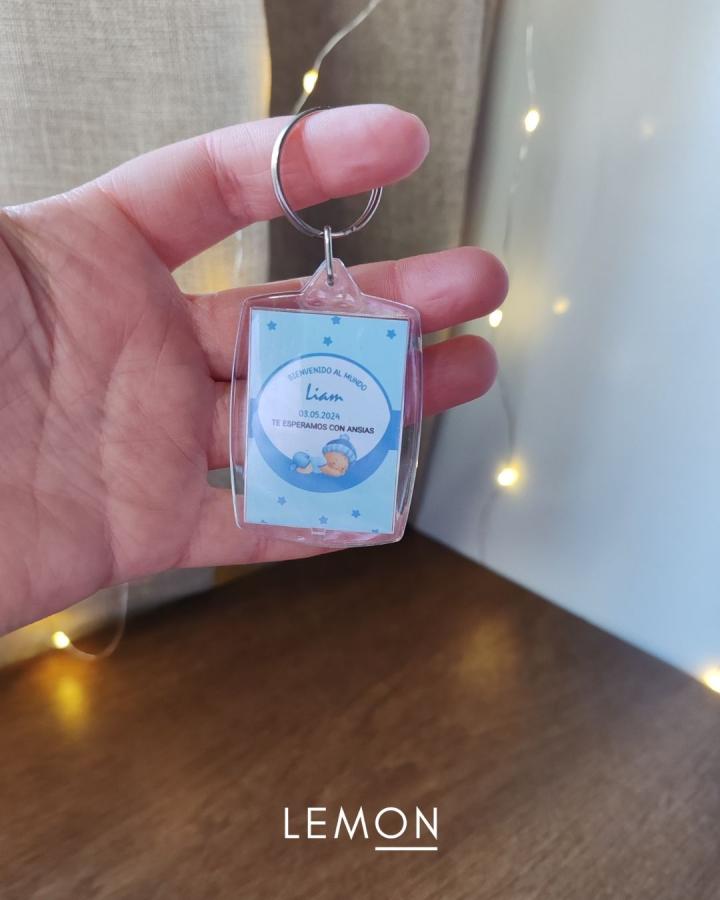 BIENVENIDO AL MUNDO
Liam
03.05.2024
TE ESPERAMOS CON ANSIAS
LEMON